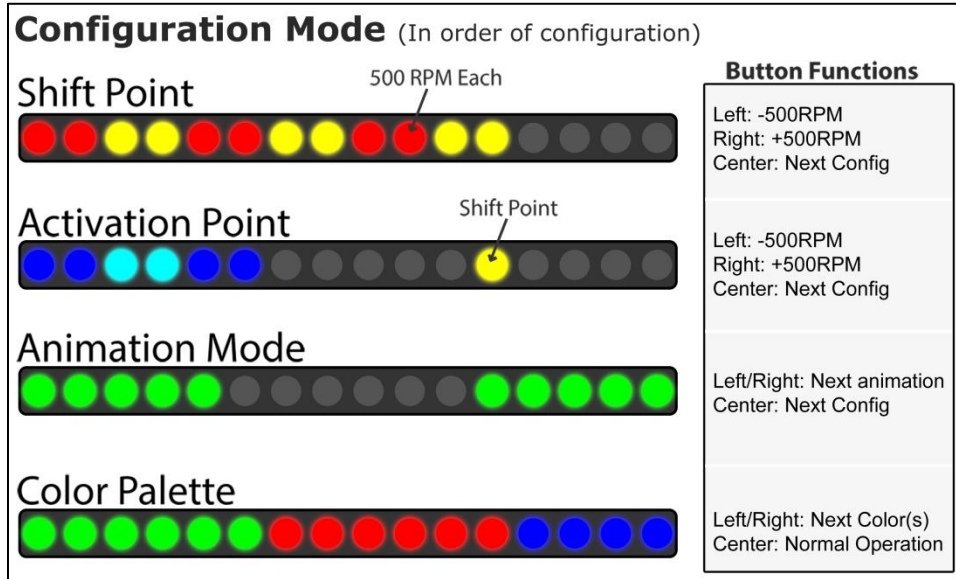 Configuration Mode (In order of configuration)
Button Functions
Shift Point
500 RPM Each
Left: -500RPM
Right: +500RPM
Center: Next Config
Activation Point
Shift Point
Left: -500RPM
Right: +500RPM
Center: Next Config
Animation Mode
Left/Right: Next animation
Center: Next Config
Color Palette
Left/Right: Next Color(s)
Center: Normal Operation